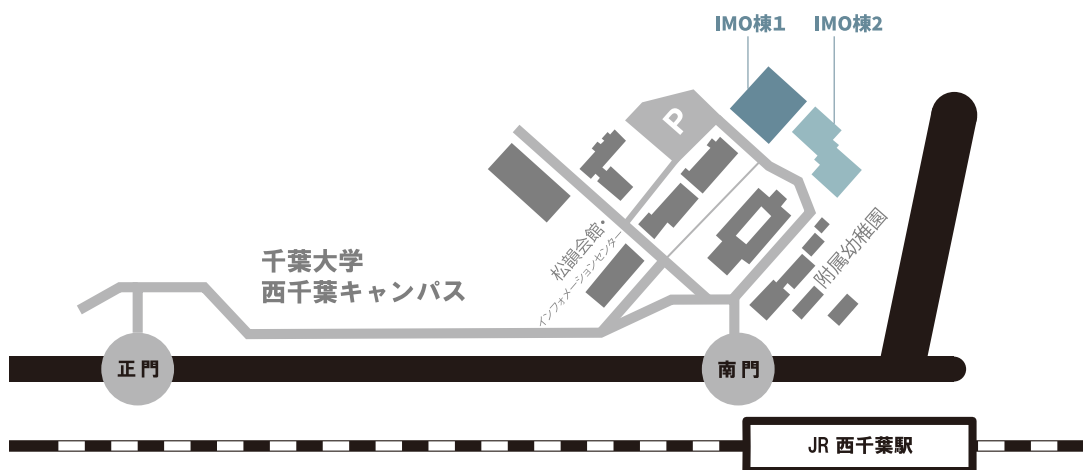 IMO棟1
IMO棟2
P
松韻会館・
インフォメーションセンター
附属幼稚園
千葉大学
西千葉キャンパス
正門
南門
JR 西千葉駅